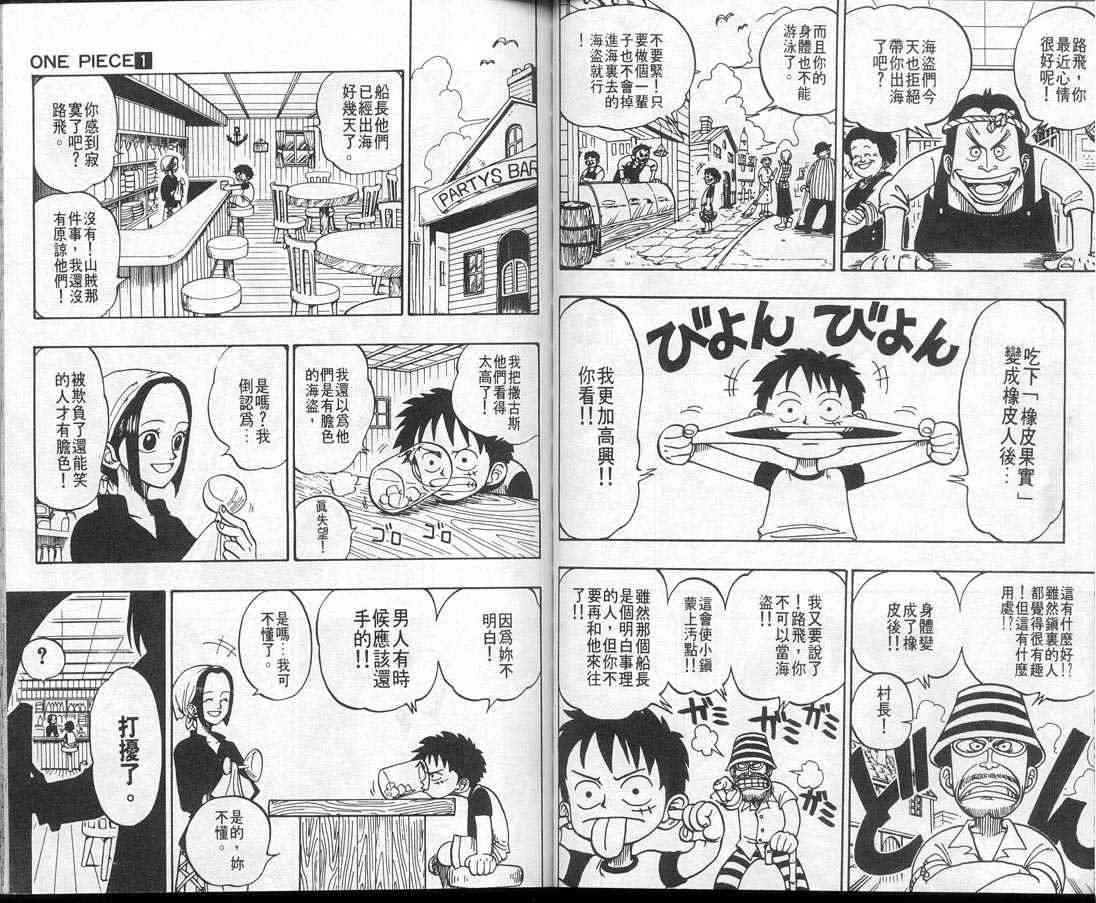 路飛，你
最近心情
很好呢！
海盜們今
天也拒絕
帶你出海
了吧？
而且你的
身體也不能
游泳了。
不要緊！只
要做個一輩
子也不會掉
進海裏去的
海盜就行
！
吃下「橡皮果實」
變成橡皮人後…
びよん
びよん
我更加高興!!
你看!!
這有什麼好!?
雖然鎭裏的人
都覺得很有趣
！但這有什麼
用處!?
身體變
成了橡
皮後!!
村長！
どん
我又要說了
！路飛，你
不可以當海
盜!!
這會使小鎭
蒙上汚點!!
雖然那個船長
是個明白事理
的人，但你不
要再和他來往
了!!
ガミ
ガミ
ガミ
ガミ
ONE PIECE 1
PARTYS BAR
船長他們
已經出海
好幾天了。
你感到寂
寞了吧？
路飛。
沒有！山賊那
件事，我還沒
有原諒他們！
我把撒古斯
他們看得
太高了！
我還以爲他
們是有膽色
的海盜，
眞失望！
ゴロ
ゴロ
是嗎？我
倒認爲…
被欺負了還能笑
的人才有膽色！
因爲妳不
明白！
男人有時
候應該還
手的!!
是嗎…我可
不懂了。
是的，妳
不懂。
？
打擾了。